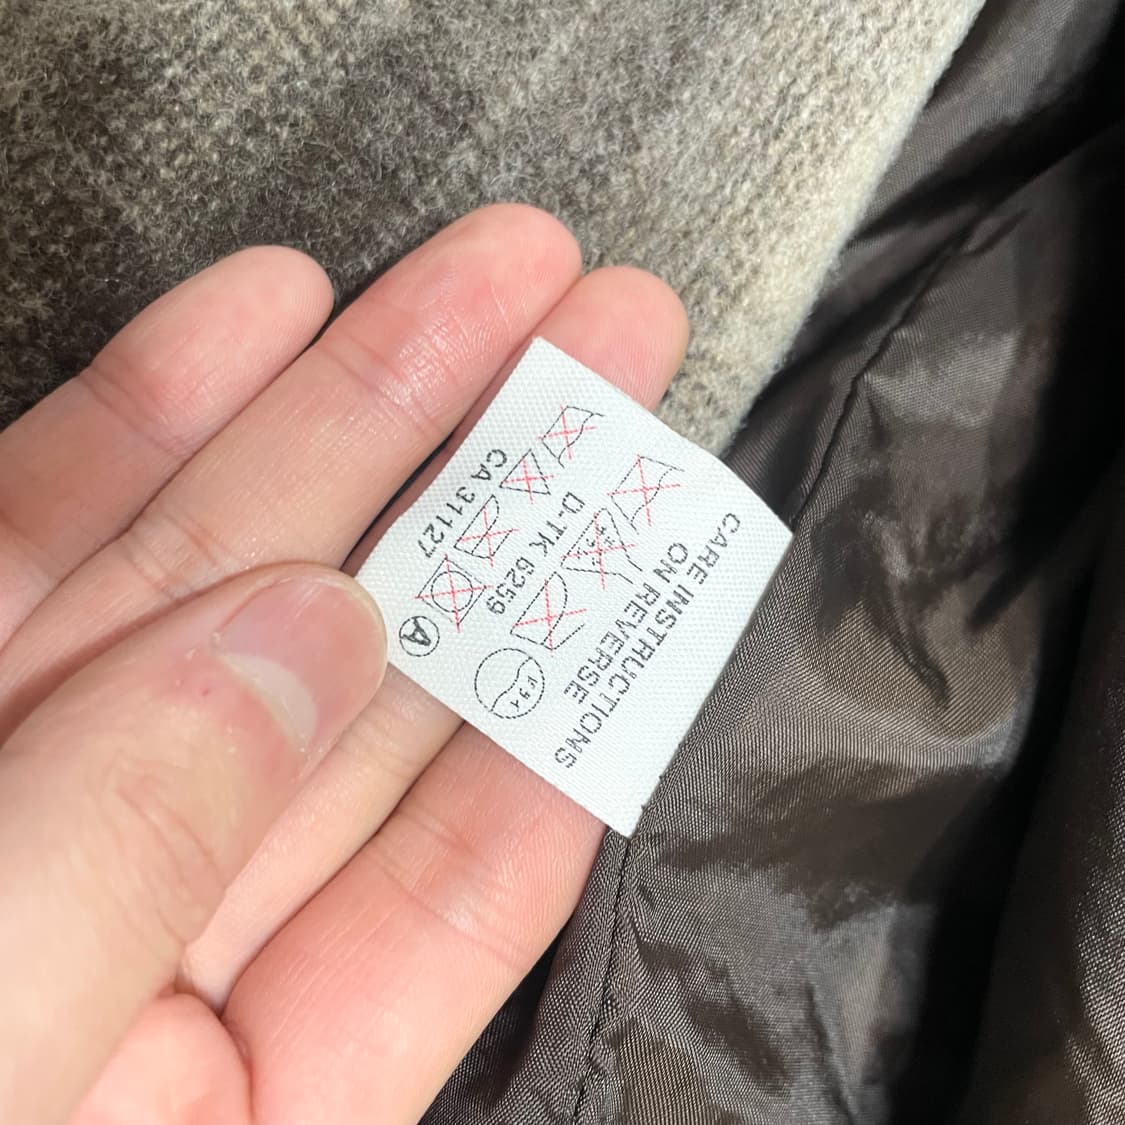 CARE INSTRUCTIONS
ON REVERSE
D-TK 6259
CA 31127
A